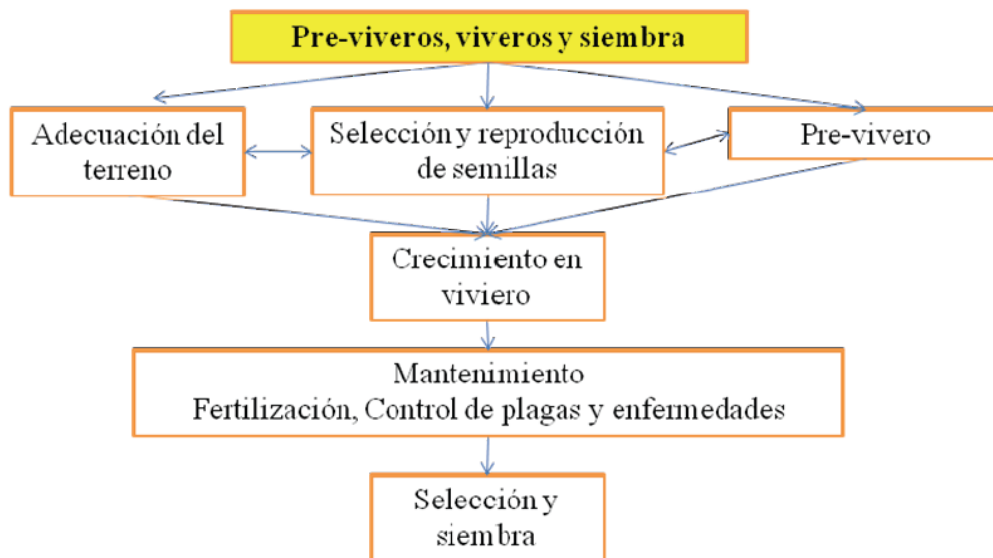 Pre-viveros, viveros y siembra
Adecuación del
terreno
Selección y reproducción
de semillas
Pre-vivero
Crecimiento en
viviero
Mantenimiento
Fertilización, Control de plagas y enfermedades
Selección y
siembra